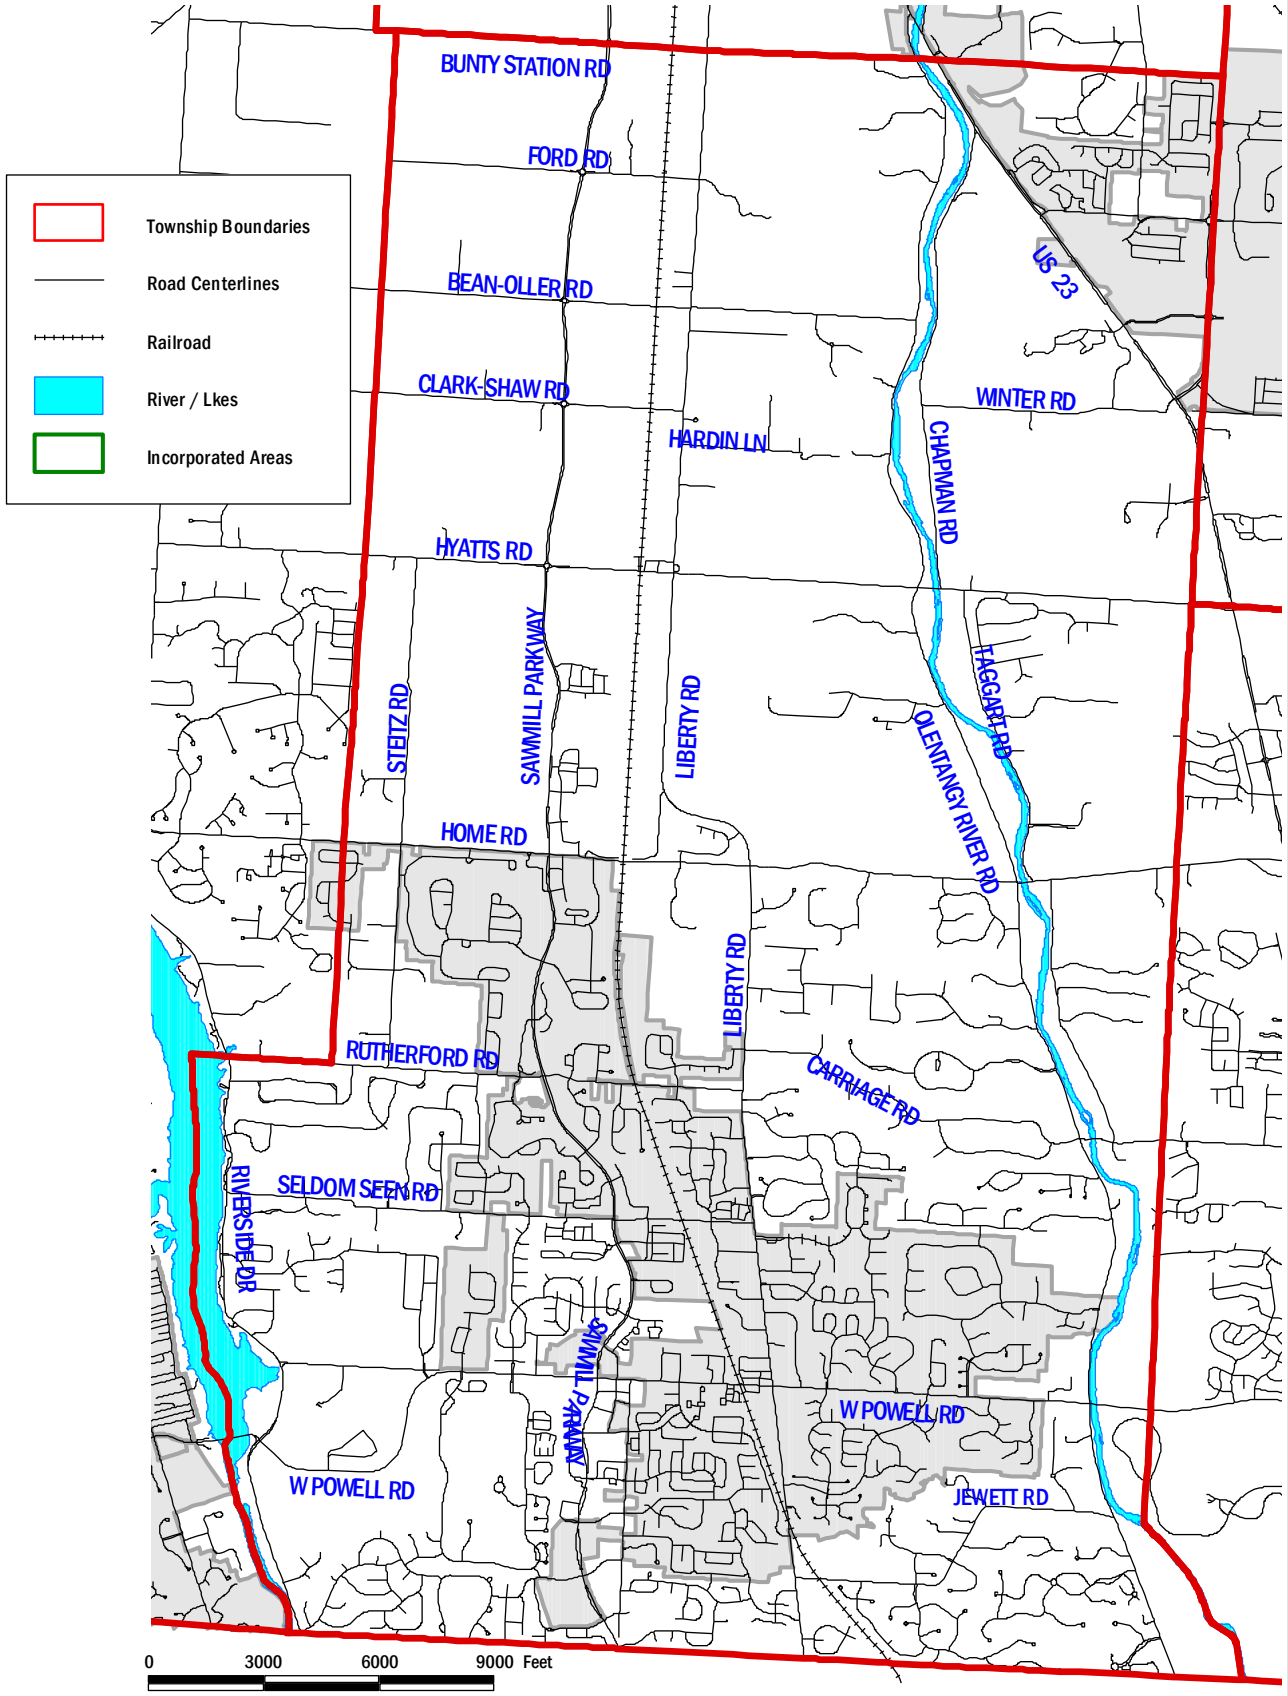 BUNTY STATION RD
FORD RD
Township Boundaries
Road Centerlines
Railroad
River / Lkes
Incorporated Areas
US 23
BEAN-OLLER RD
CLARK-SHAW RD
WINTER RD
HARDIN LN
CHAPMAN RD
HYATTS RD
SAWMILL PARKWAY
STEITZ RD
LIBERTY RD
TAGGART RD
OLENTANGY RIVER RD
HOME RD
LIBERTY RD
RUTHERFORD RD
CARRIAGE RD
SELDOM SEEN RD
RIVERSIDE DR
SAWMILL PARKWAY
W POWELL RD
W POWELL RD
JEWETT RD
0 3000 6000 9000 Feet